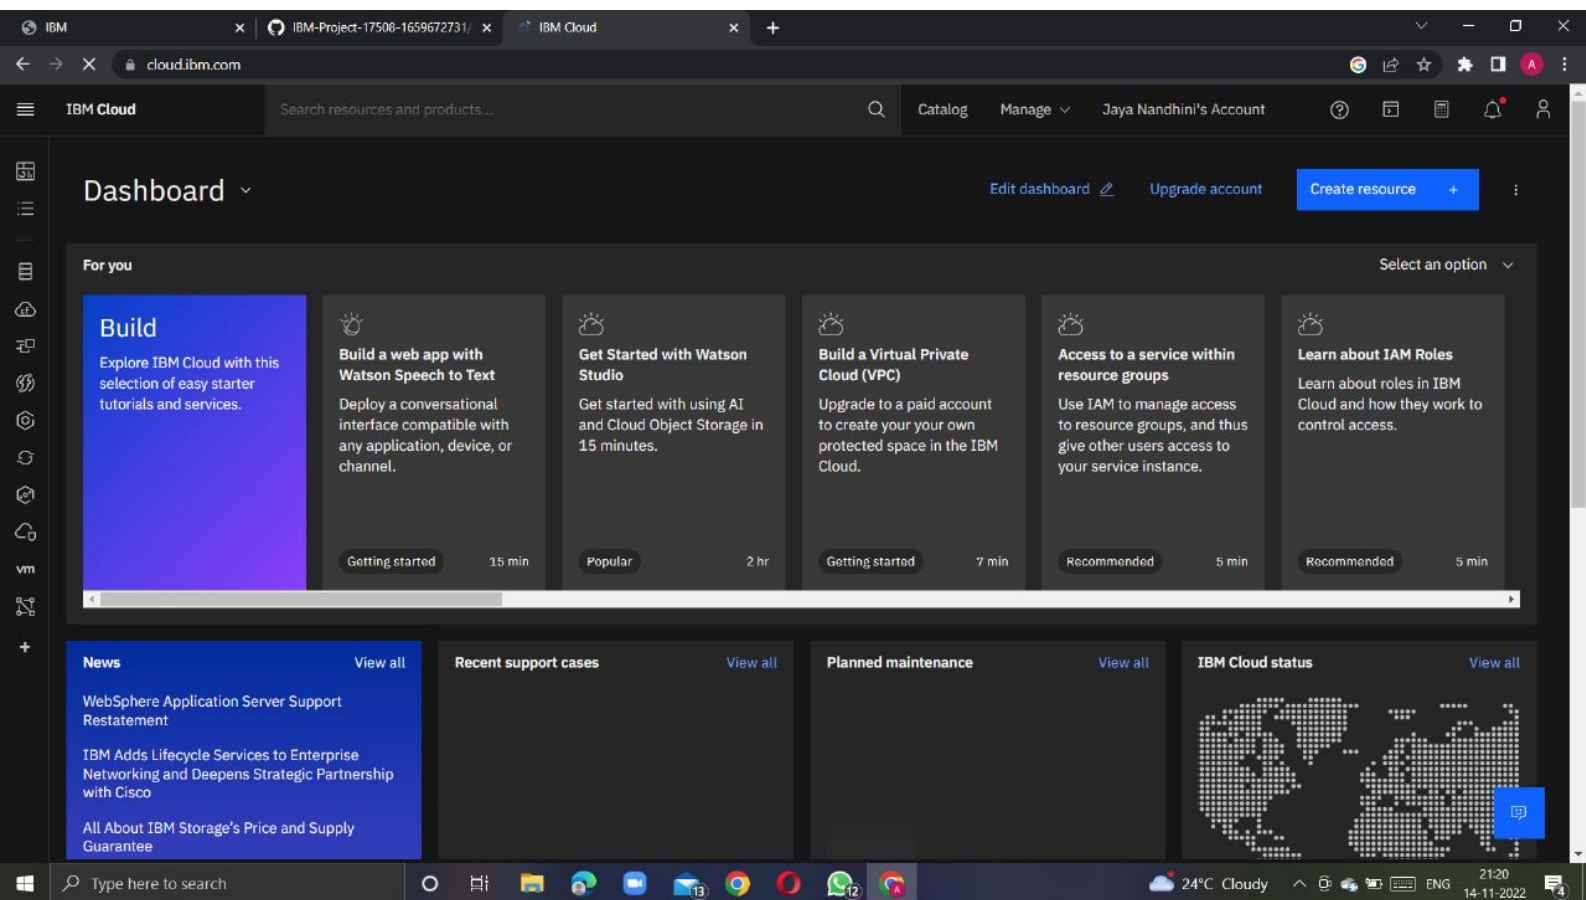 IBM
IBM-Project-17508-1659672731/
IBM Cloud
cloud.ibm.com
A
IBM Cloud
Search resources and products...
Catalog
Manage
Jaya Nandhini's Account
Dashboard
Edit dashboard
Upgrade account
Create resource +
For you
Select an option
Build
Explore IBM Cloud with this
selection of easy starter
tutorials and services.
Build a web app with
Watson Speech to Text
Deploy a conversational
interface compatible with
any application, device, or
channel.
Getting started 15 min
Get Started with Watson
Studio
Get started with using AI
and Cloud Object Storage in
15 minutes.
Popular 2 hr
Build a Virtual Private
Cloud (VPC)
Upgrade to a paid account
to create your your own
protected space in the IBM
Cloud.
Getting started 7 min
Access to a service within
resource groups
Use IAM to manage access
to resource groups, and thus
give other users access to
your service instance.
Recommended 5 min
Learn about IAM Roles
Learn about roles in IBM
Cloud and how they work to
control access.
Recommended 5 min
vm
News View all
WebSphere Application Server Support
Restatement
IBM Adds Lifecycle Services to Enterprise
Networking and Deepens Strategic Partnership
with Cisco
All About IBM Storage's Price and Supply
Guarantee
Recent support cases View all
Planned maintenance View all
IBM Cloud status View all
Type here to search
13
12
24°C Cloudy
ENG
21:20
14-11-2022
4